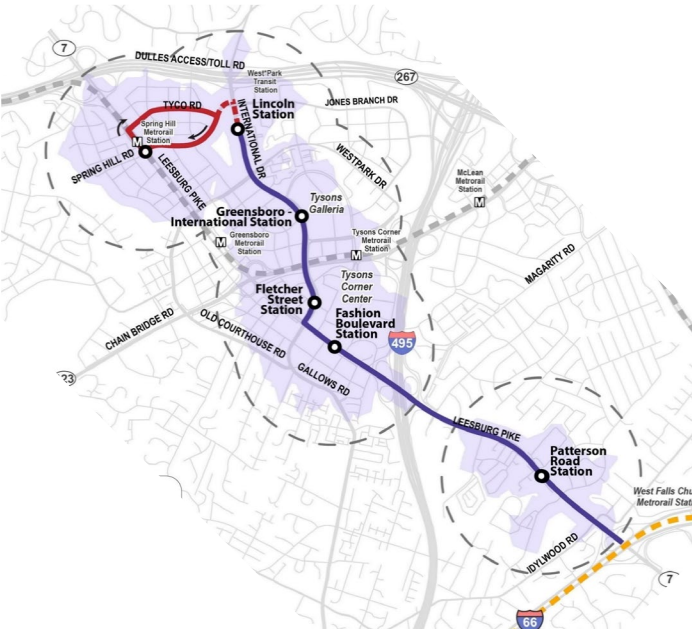 7
DULLES ACCESS/TOLL RD
267
West*Park
Transit
Station
TYCO RD
INTERNATIONAL DR
Lincoln
Station
JONES BRANCH DR
Spring Hill
Metrorail
Station
M
SPRING HILL RD
LEESBURG PIKE
WESTPARK DR
McLean
Metrorail
Station
M
Tysons
Galleria
Greensboro -
International Station
M
Greensboro
Metrorail
Station
Tysons Corner
Metrorail
Station
M
MAGARITY RD
Tysons
Corner
Center
Fletcher
Street
Station
Fashion
Boulevard
Station
CHAIN BRIDGE RD
OLD COURTHOUSE RD
495
GALLOWS RD
LEESBURG PIKE
Patterson
Road
Station
West Falls Chu
Metrorail Stat
IDYLWOOD RD
7
66